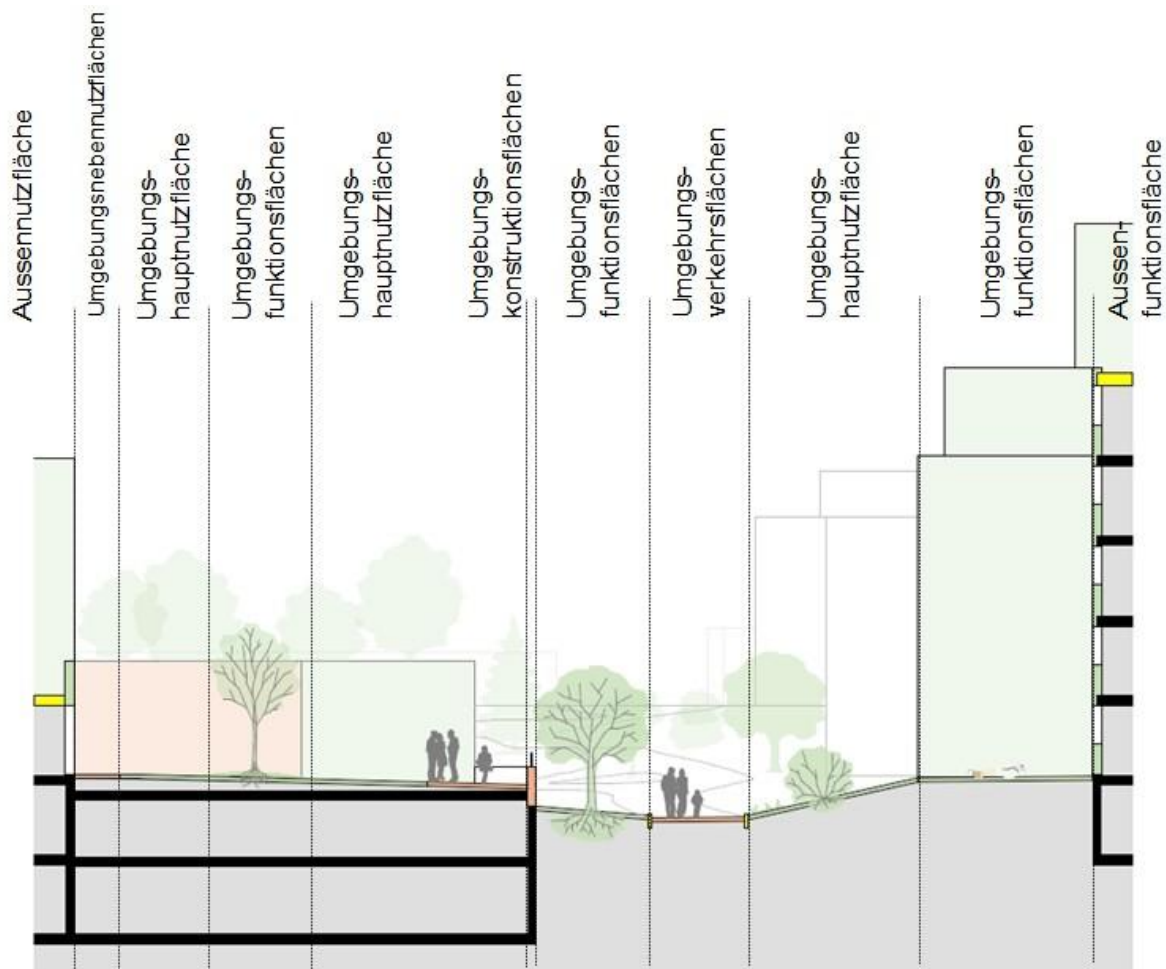 Aussennutzfläche
Umgebungsnebennutzflächen
Umgebungs-
hauptnutzfläche
Umgebungs-
funktionsflächen
Umgebungs-
hauptnutzfläche
Umgebungs-
konstruktionsflächen
Umgebungs-
funktionsflächen
Umgebungs-
verkehrsflächen
Umgebungs-
hauptnutzfläche
Umgebungs-
funktionsflächen
Aussen-
funktionsfläche